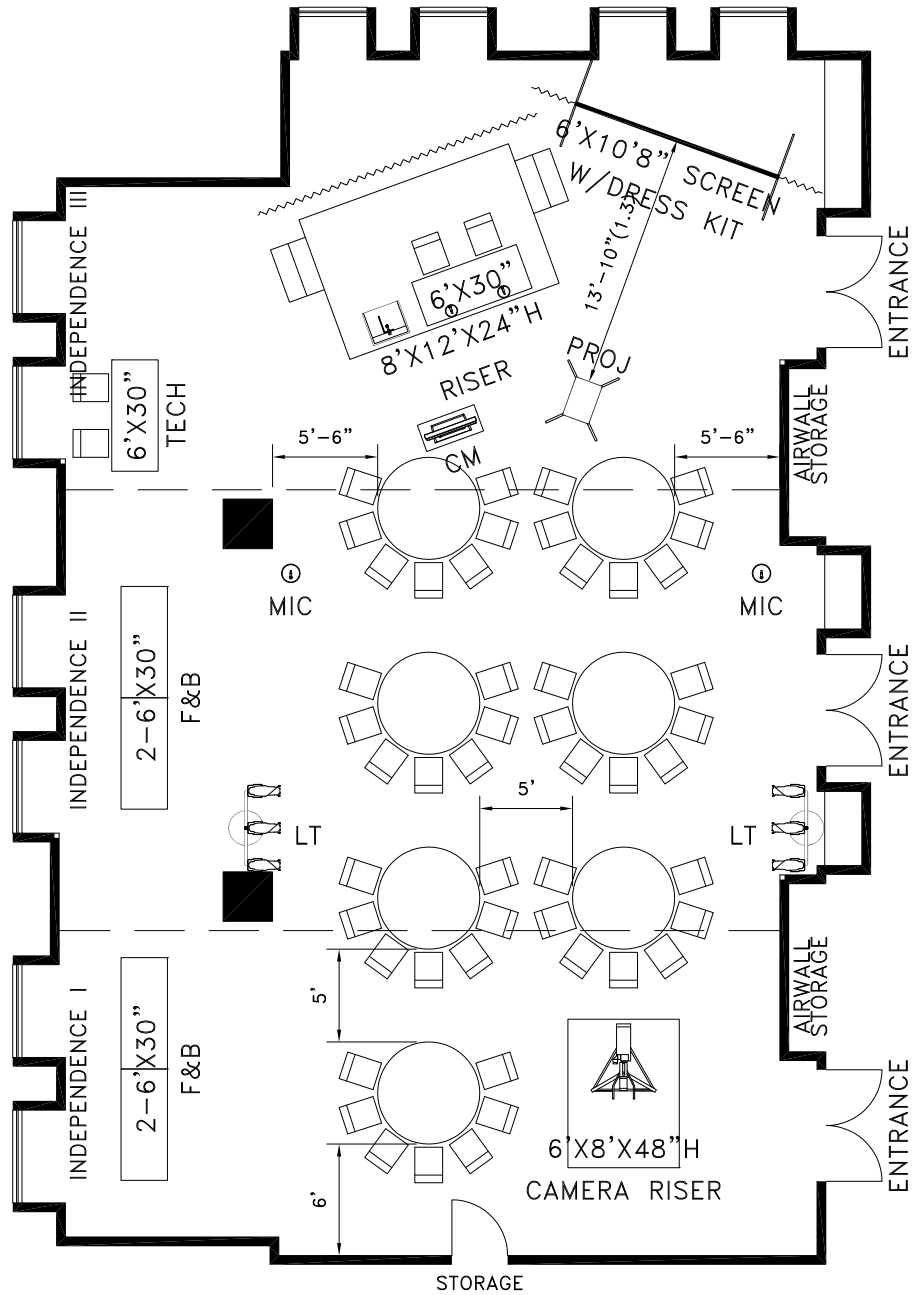 6'X10'8" SCREEN
W/DRESS KIT
13'-10"(1.3)
INDEPENDENCE III
ENTRANCE
6'X30"
8'X12'X24"H
RISER
PROJ
6'X30"
TECH
CM
5'-6"
5'-6"
AIRWALL
STORAGE
MIC
MIC
INDEPENDENCE II
2-6'X30"
F&B
ENTRANCE
5'
LT
LT
5'
AIRWALL
STORAGE
INDEPENDENCE I
2-6'X30"
F&B
ENTRANCE
6'X8'X48"H
CAMERA RISER
6'
STORAGE